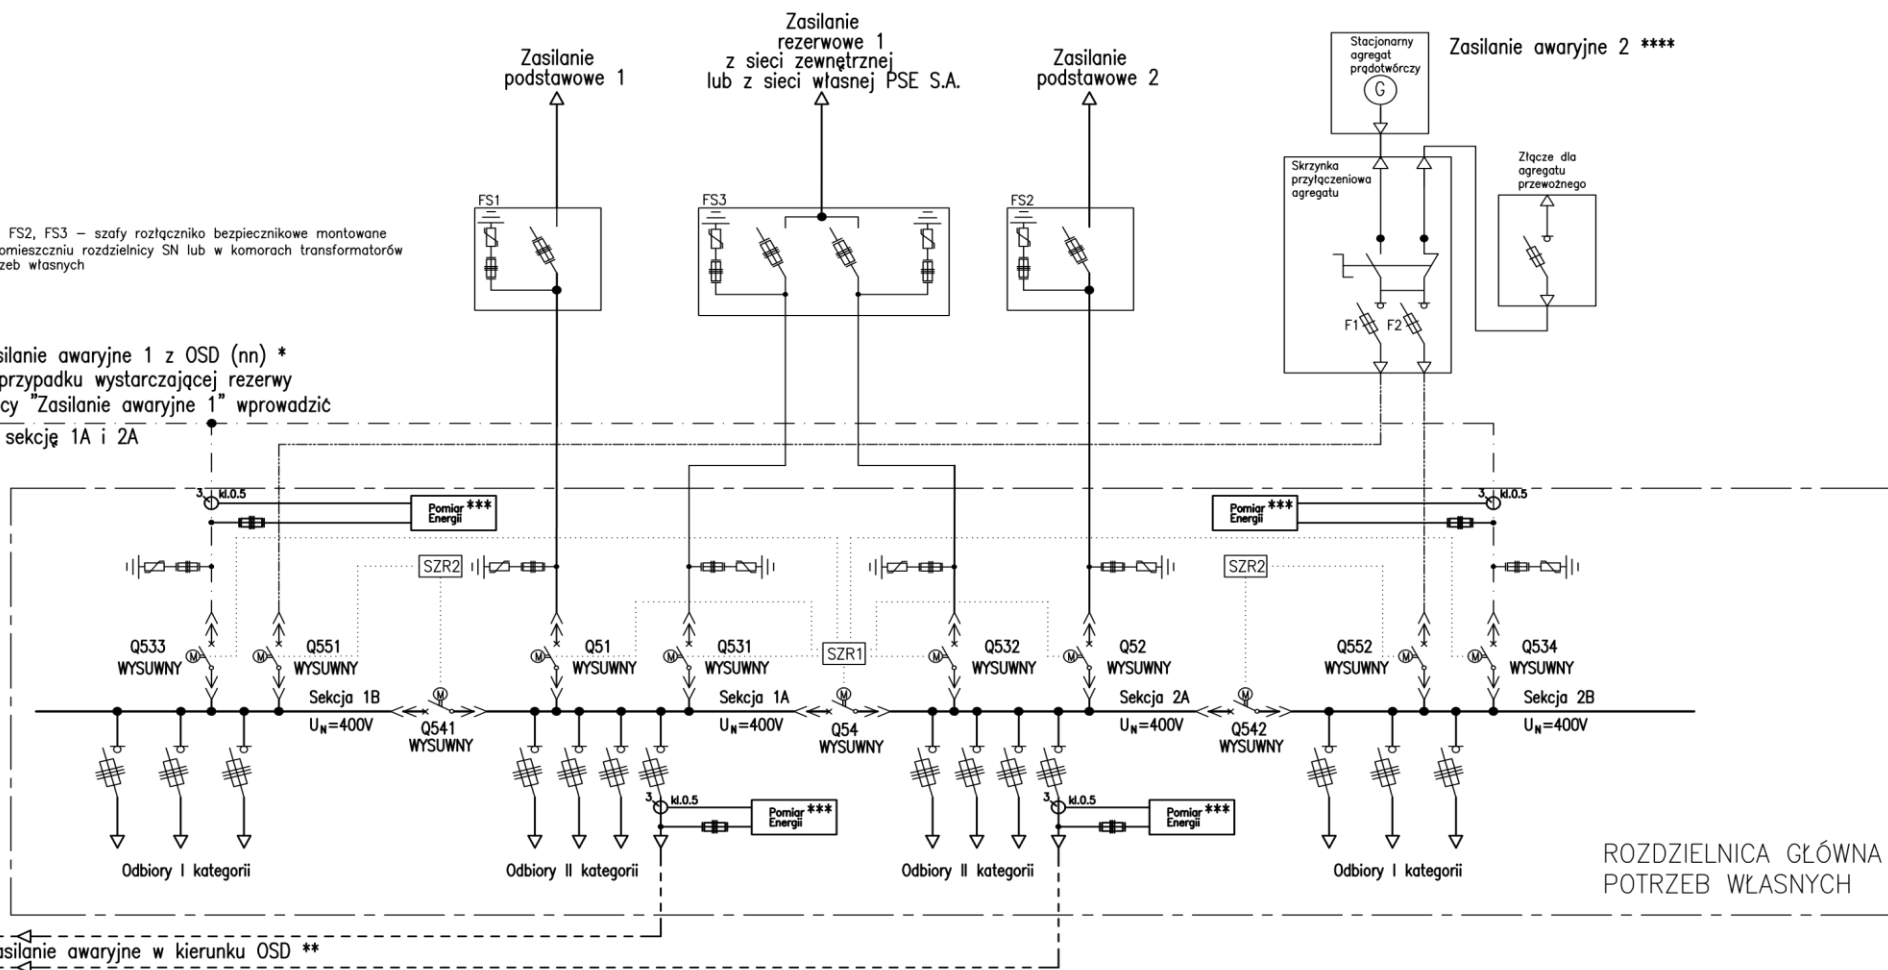 Zasilanie
podstawowe 1
Zasilanie
rezerwowe 1
z sieci zewnętrznej
lub z sieci własnej PSE S.A.
Zasilanie
podstawowe 2
Stacjonarny
agregat
prądotwórczy
G
Zasilanie awaryjne 2 ****
Skrzynka
przyłączeniowa
agregatu
Złącze dla
agregatu
przewoźnego
FS1
FS3
FS2
FS2, FS3 – szafy rozłączniko bezpiecznikowe montowane
omieszczniu rozdzielnicy SN lub w komorach transformatorów
zeb własnych
F1
F2
silanie awaryjne 1 z OSD (nn) *
przypadku wystarczającej rezerwy
cy "Zasilanie awaryjne 1" wprowadzić
sekcję 1A i 2A
3 kl.0.5
Pomiar ***
Energii
Pomiar ***
Energii
3 kl.0.5
SZR2
SZR2
SZR1
Q533
WYSUWNY
M
Q551
WYSUWNY
M
Q51
WYSUWNY
M
Q531
WYSUWNY
M
Q532
WYSUWNY
M
Q52
WYSUWNY
M
Q552
WYSUWNY
M
Q534
WYSUWNY
M
Sekcja 1B
U_N=400V
M
Q541
WYSUWNY
Sekcja 1A
U_N=400V
M
Q54
WYSUWNY
Sekcja 2A
U_N=400V
M
Q542
WYSUWNY
Sekcja 2B
U_N=400V
3 kl.0.5
Pomiar ***
Energii
3 kl.0.5
Pomiar ***
Energii
Odbiory I kategorii
Odbiory II kategorii
Odbiory II kategorii
Odbiory I kategorii
ROZDZIELNICA GŁÓWNA
POTRZEB WŁASNYCH
asilanie awaryjne w kierunku OSD **